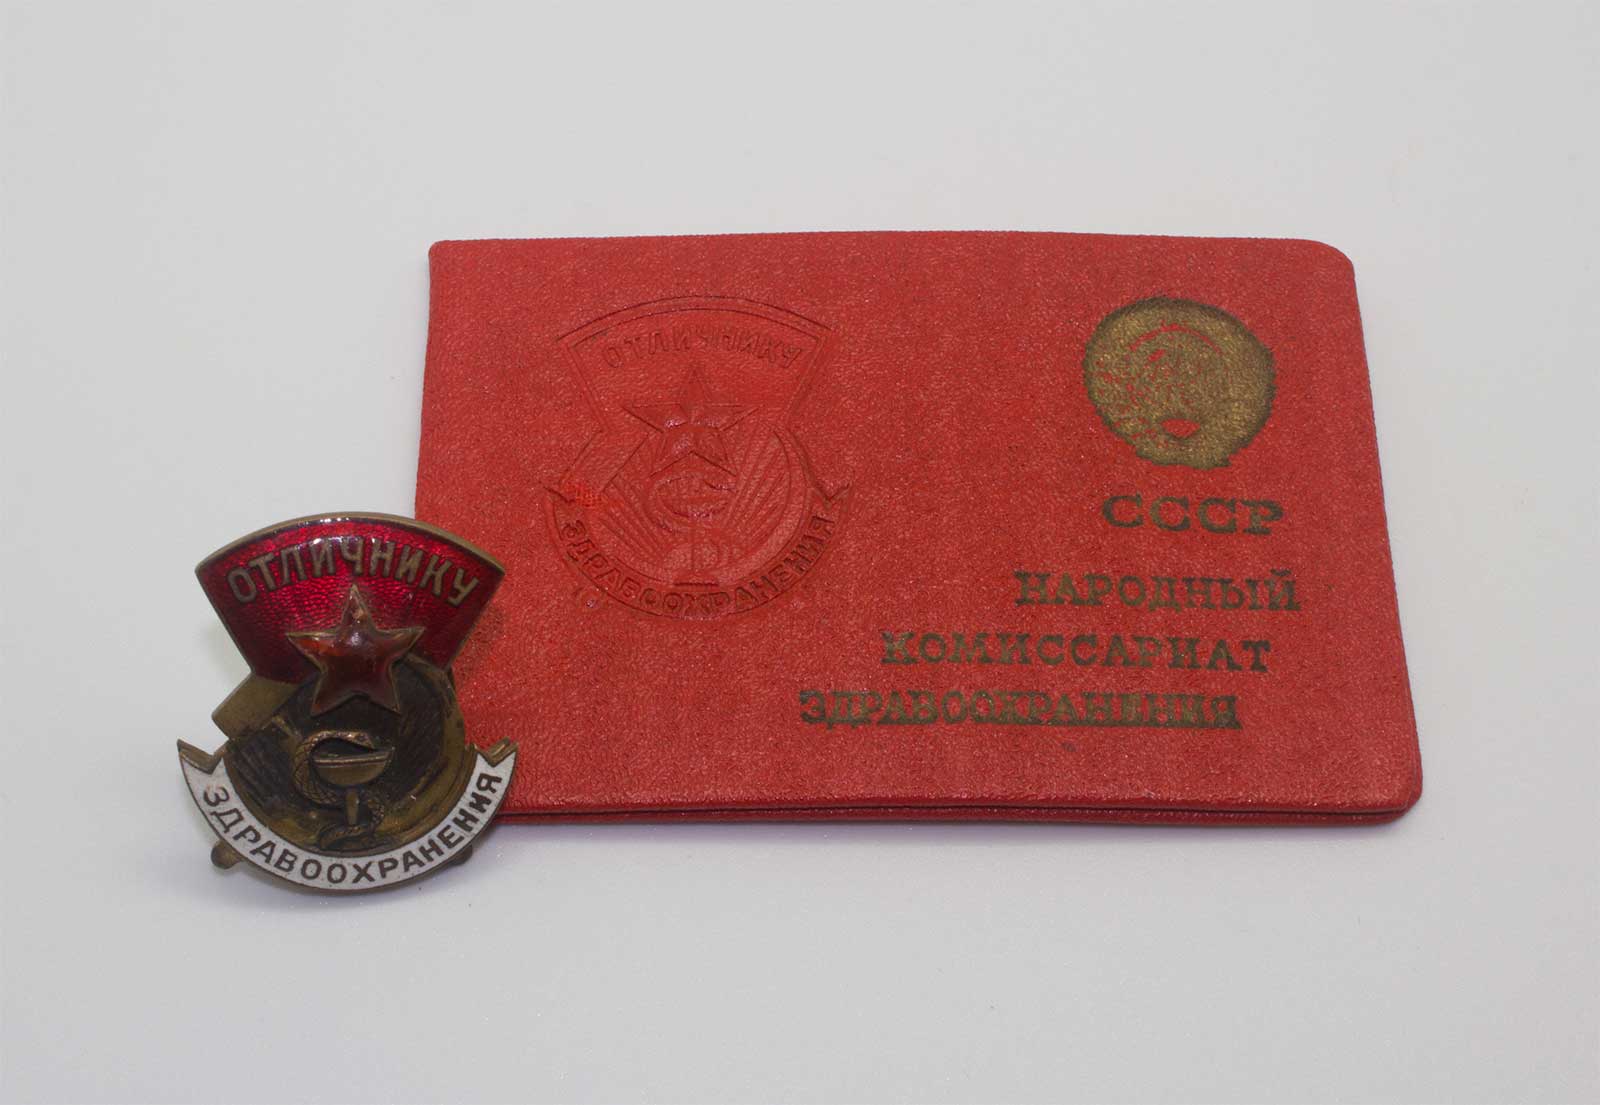 ОТЛИЧНИКУ
ЗДРАВООХРАНЕНИЯ
СССР
НАРОДНЫЙ
КОМИССАРИАТ
ЗДРАВООХРАНЕНИЯ
ОТЛИЧНИКУ
ЗДРАВООХРАНЕНИЯ